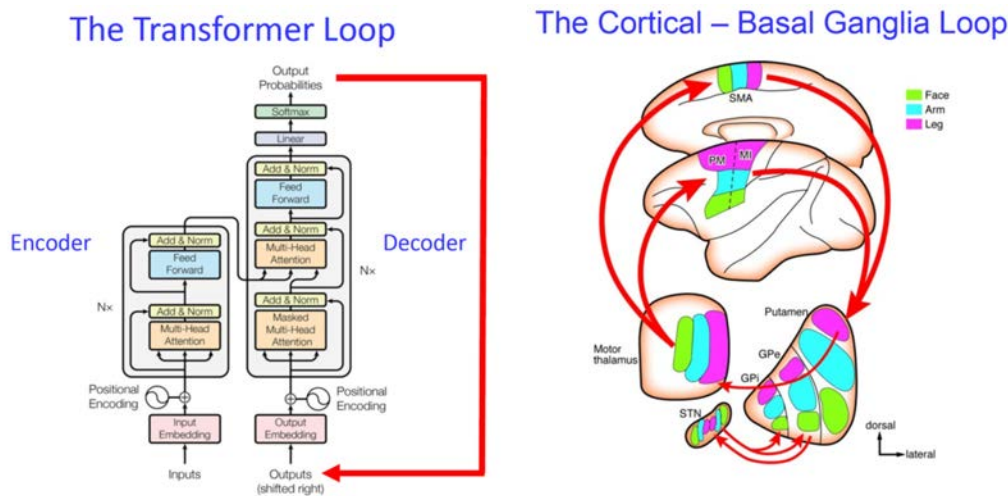 The Transformer Loop
Output
Probabilities
Softmax
Linear
Add & Norm
Feed
Forward
Add & Norm
Multi-Head
Attention
Add & Norm
Masked
Multi-Head
Attention
Nx
Decoder
Encoder
Add & Norm
Feed
Forward
Add & Norm
Multi-Head
Attention
Nx
Positional
Encoding
Positional
Encoding
Input
Embedding
Output
Embedding
Inputs
Outputs
(shifted right)
The Cortical – Basal Ganglia Loop
SMA
Face
Arm
Leg
PM
MI
Motor
thalamus
Putamen
GPe
GPi
STN
dorsal
lateral